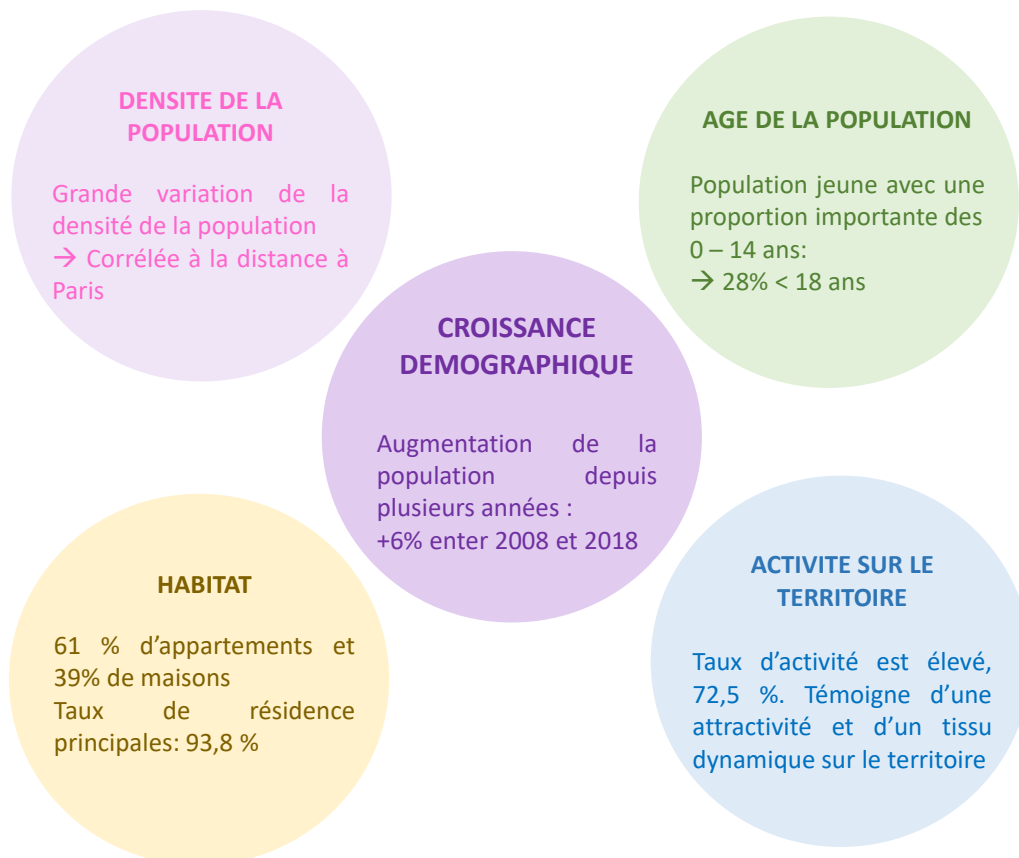 DENSITE DE LA
POPULATION
Grande variation de la
densité de la population
→ Corrélée à la distance à
Paris
AGE DE LA POPULATION
Population jeune avec une
proportion importante des
0 – 14 ans:
→ 28% < 18 ans
CROISSANCE
DEMOGRAPHIQUE
Augmentation de la
population depuis
plusieurs années :
+6% enter 2008 et 2018
HABITAT
61 % d’appartements et
39% de maisons
Taux de résidence
principales: 93,8 %
ACTIVITE SUR LE
TERRITOIRE
Taux d’activité est élevé,
72,5 %. Témoigne d’une
attractivité et d’un tissu
dynamique sur le territoire